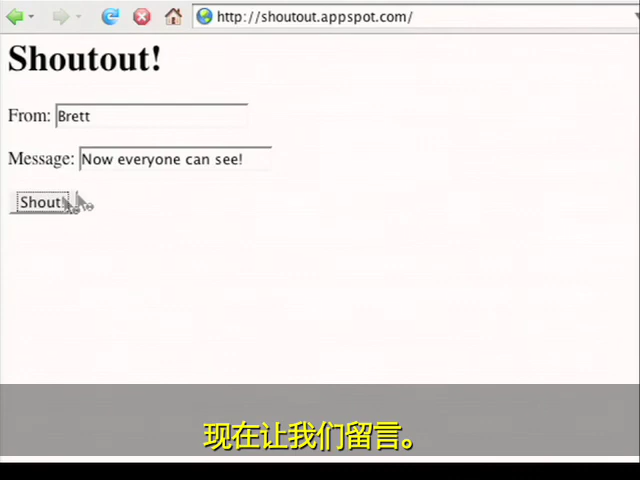 http://shoutout.appspot.com/
Shoutout!
From: Brett
Message: Now everyone can see!
Shout!
现在让我们留言。